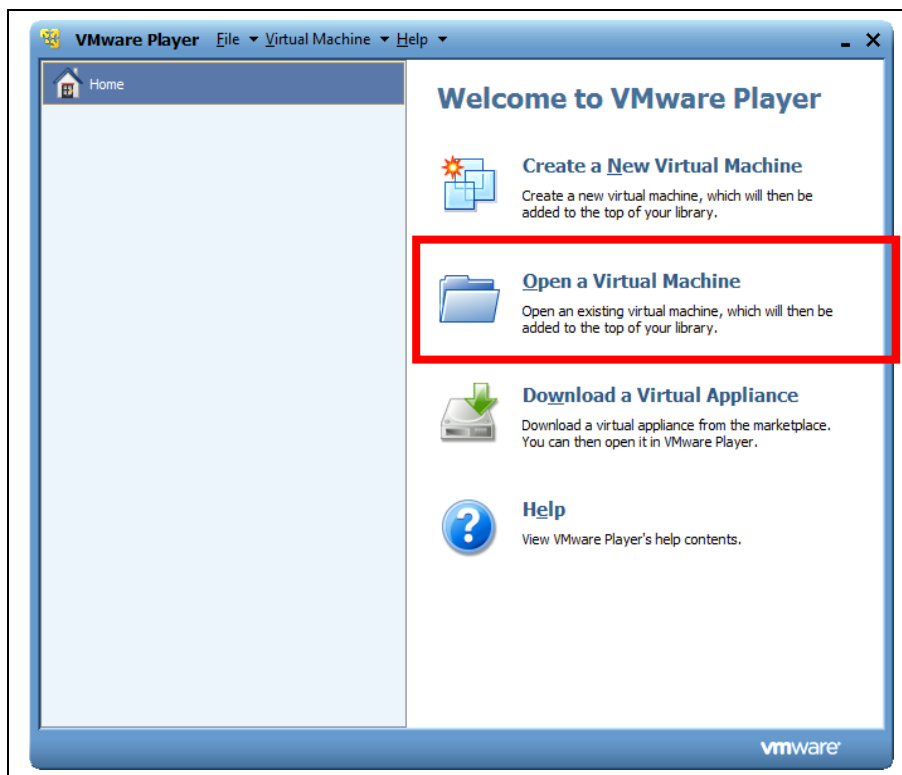 VMware Player File Virtual Machine Help
Home
Welcome to VMware Player
Create a New Virtual Machine
Create a new virtual machine, which will then be
added to the top of your library.
Open a Virtual Machine
Open an existing virtual machine, which will then be
added to the top of your library.
Download a Virtual Appliance
Download a virtual appliance from the marketplace.
You can then open it in VMware Player.
Help
View VMware Player's help contents.
vmware